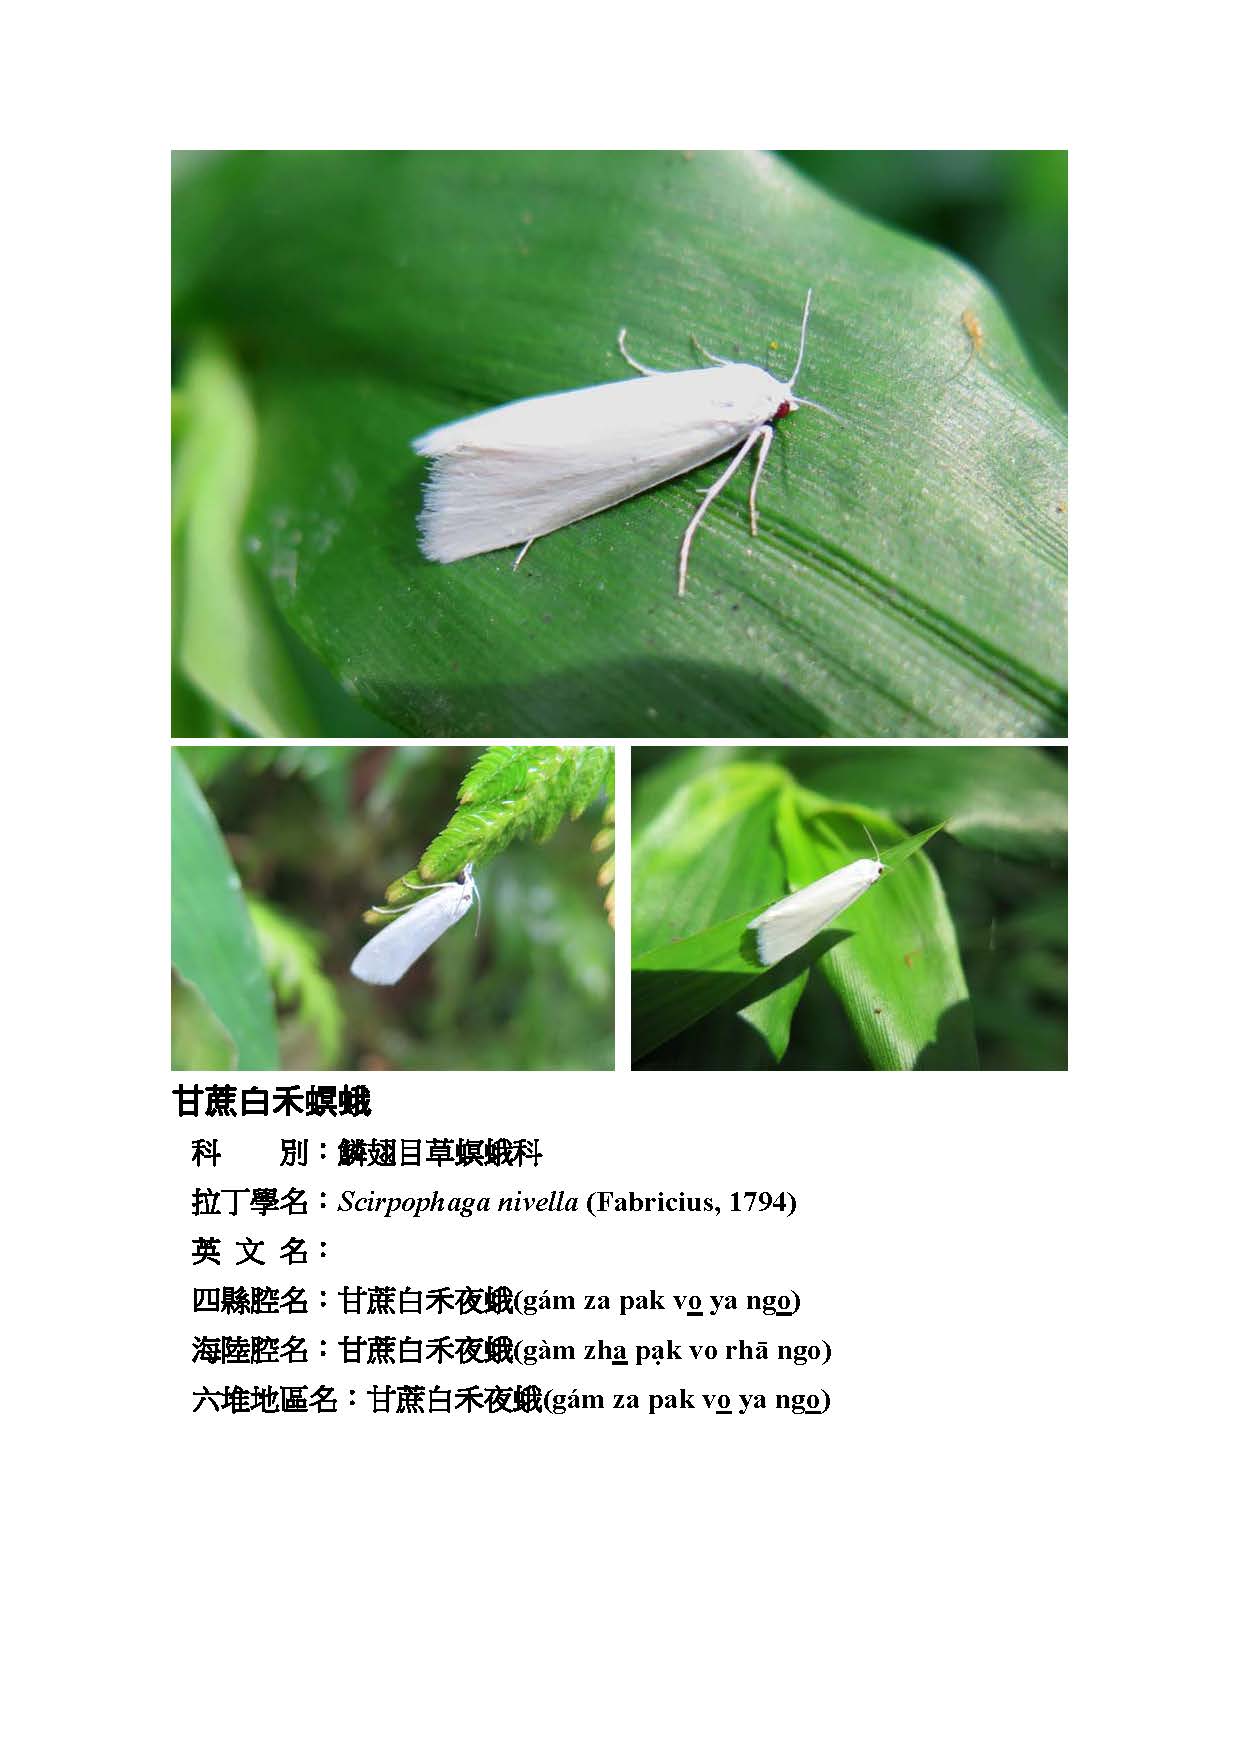 甘蔗白禾螟蛾
科　　別：鱗翅目草螟蛾科
拉丁學名：Scirpophaga nivella (Fabricius, 1794)
英 文 名：
四縣腔名：甘蔗白禾夜蛾(gám za pak vo ya ngo)
海陸腔名：甘蔗白禾夜蛾(gàm zha pa̩k vo rhā ngo)
六堆地區名：甘蔗白禾夜蛾(gám za pak vo ya ngo)